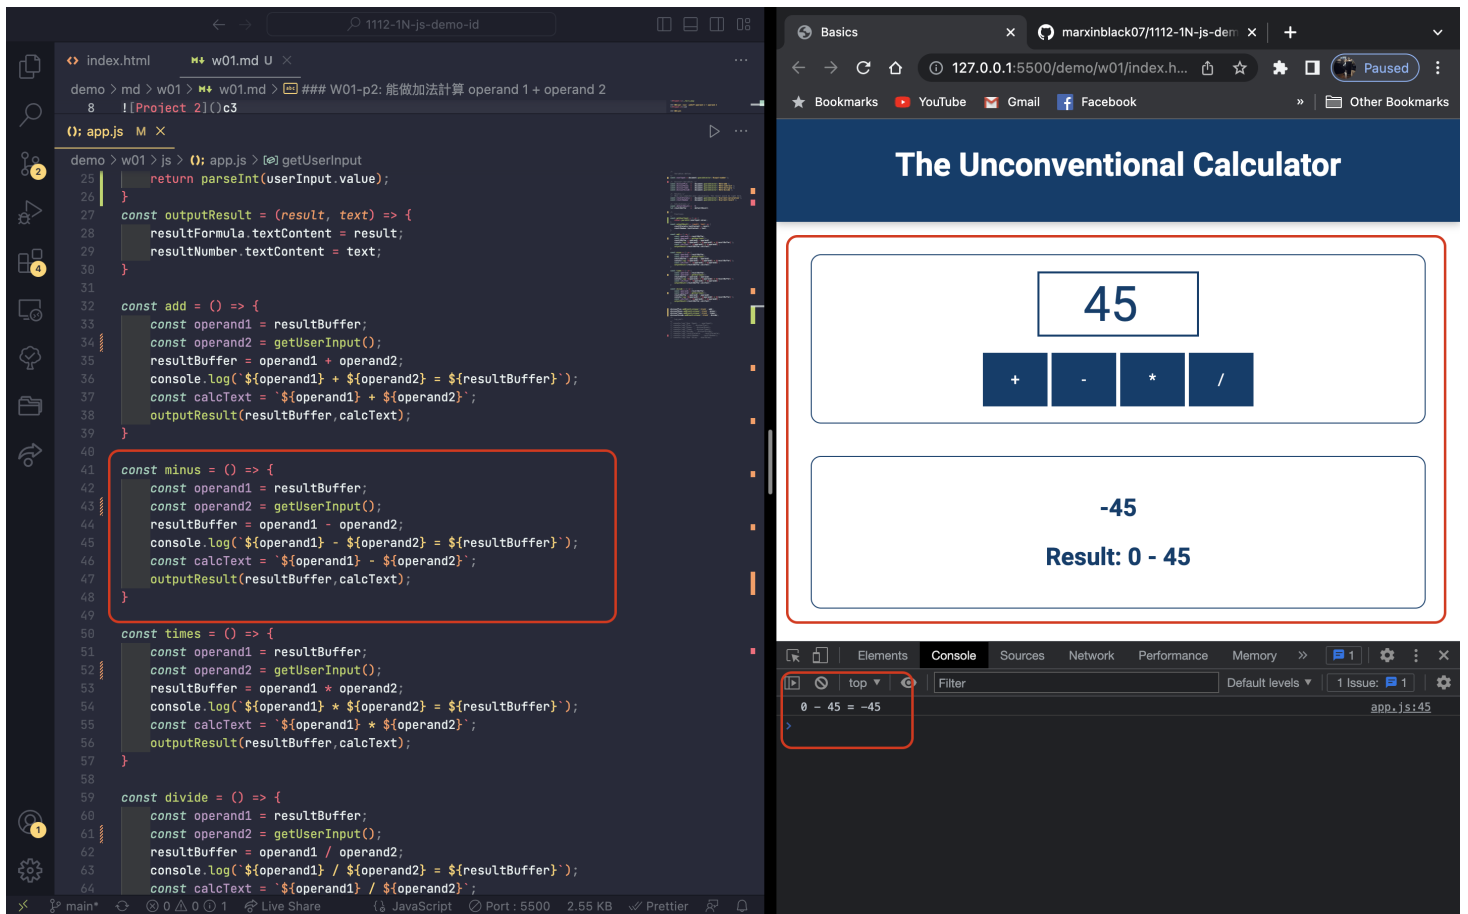 1112-1N-js-demo-id
index.html
w01.md U
demo > md > w01 > w01.md > ### W01-p2: 能做加法計算 operand 1 + operand 2
8 ![Project 2]()c3
(); app.js M
demo > w01 > js > (); app.js > getUserInput
25 return parseInt(userInput.value);
26 }
27 const outputResult = (result, text) => {
28 resultFormula.textContent = result;
29 resultNumber.textContent = text;
30 }
31
32 const add = () => {
33 const operand1 = resultBuffer;
34 const operand2 = getUserInput();
35 resultBuffer = operand1 + operand2;
36 console.log(`${operand1} + ${operand2} = ${resultBuffer}`);
37 const calcText = `${operand1} + ${operand2}`;
38 outputResult(resultBuffer,calcText);
39 }
40
41 const minus = () => {
42 const operand1 = resultBuffer;
43 const operand2 = getUserInput();
44 resultBuffer = operand1 - operand2;
45 console.log(`${operand1} - ${operand2} = ${resultBuffer}`);
46 const calcText = `${operand1} - ${operand2}`;
47 outputResult(resultBuffer,calcText);
48 }
49
50 const times = () => {
51 const operand1 = resultBuffer;
52 const operand2 = getUserInput();
53 resultBuffer = operand1 * operand2;
54 console.log(`${operand1} * ${operand2} = ${resultBuffer}`);
55 const calcText = `${operand1} * ${operand2}`;
56 outputResult(resultBuffer,calcText);
57 }
58
59 const divide = () => {
60 const operand1 = resultBuffer;
61 const operand2 = getUserInput();
62 resultBuffer = operand1 / operand2;
63 console.log(`${operand1} / ${operand2} = ${resultBuffer}`);
64 const calcText = `${operand1} / ${operand2}`;
2
4
1
main* 0 0 1 Live Share JavaScript Port : 5500 2.55 KB Prettier
Basics
marxinblack07/1112-1N-js-dem
127.0.0.1:5500/demo/w01/index.h... Paused
Bookmarks YouTube Gmail Facebook » Other Bookmarks
The Unconventional Calculator
45
+ - * /
-45
Result: 0 - 45
Elements Console Sources Network Performance Memory » 1
top Filter Default levels 1 Issue: 1
0 - 45 = -45 app.js:45